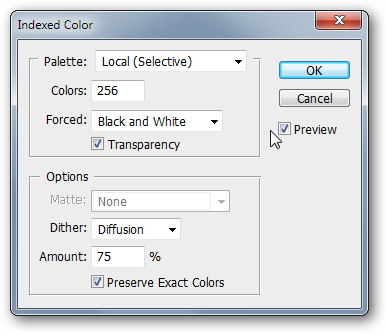 Indexed Color
Palette: Local (Selective)
OK
Colors: 256
Cancel
Forced: Black and White
Preview
Transparency
Options
Matte: None
Dither: Diffusion
Amount: 75 %
Preserve Exact Colors